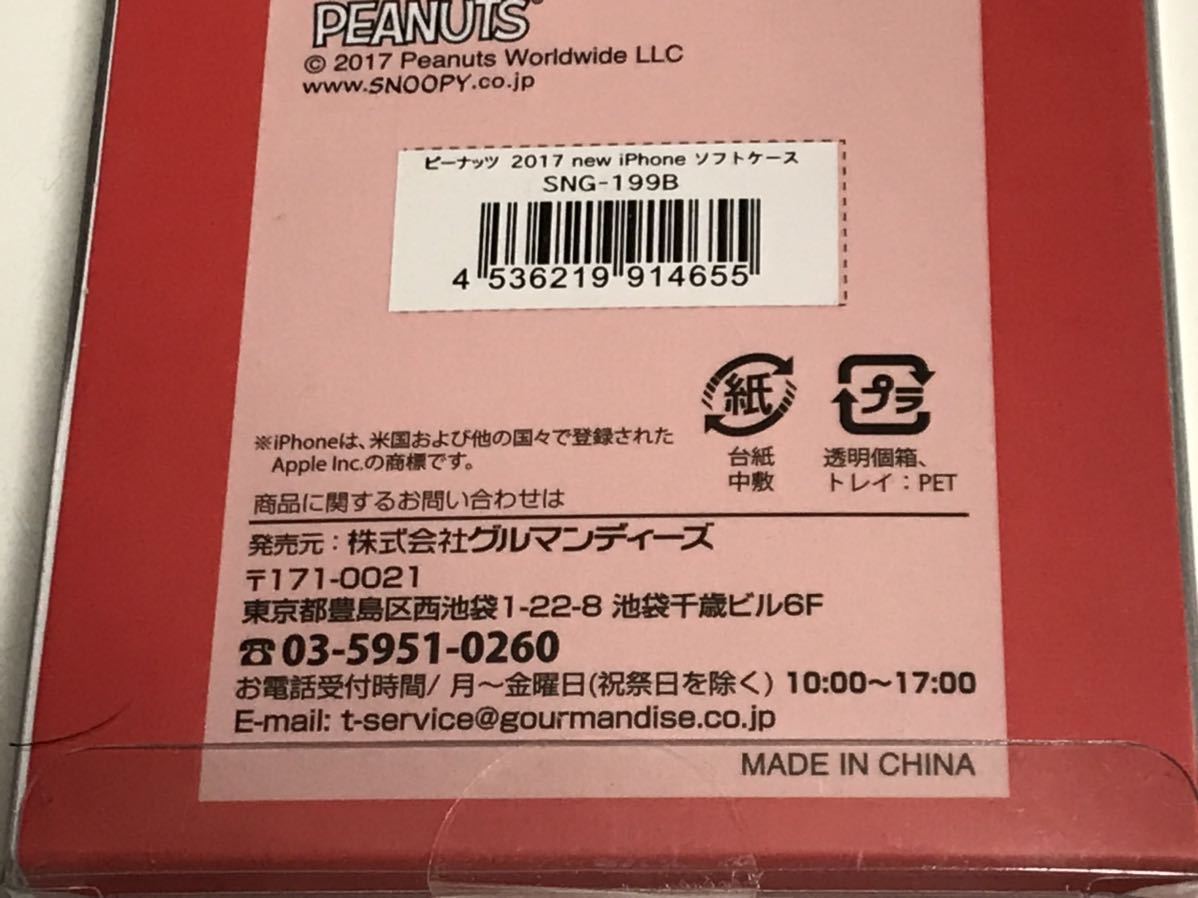 PEANUTS
© 2017 Peanuts Worldwide LLC
www.SNOOPY.co.jp
ピーナッツ 2017 new iPhone ソフトケース
SNG-199B
4 536219 914655
紙
プラ
台紙
中敷
透明個箱、
トレイ：PET
※iPhoneは、米国および他の国々で登録された
Apple Inc.の商標です。
商品に関するお問い合わせは
発売元：株式会社グルマンディーズ
〒171-0021
東京都豊島区西池袋1-22-8 池袋千歳ビル6F
☎03-5951-0260
お電話受付時間/ 月～金曜日(祝祭日を除く) 10:00～17:00
E-mail: t-service@gourmandise.co.jp
MADE IN CHINA